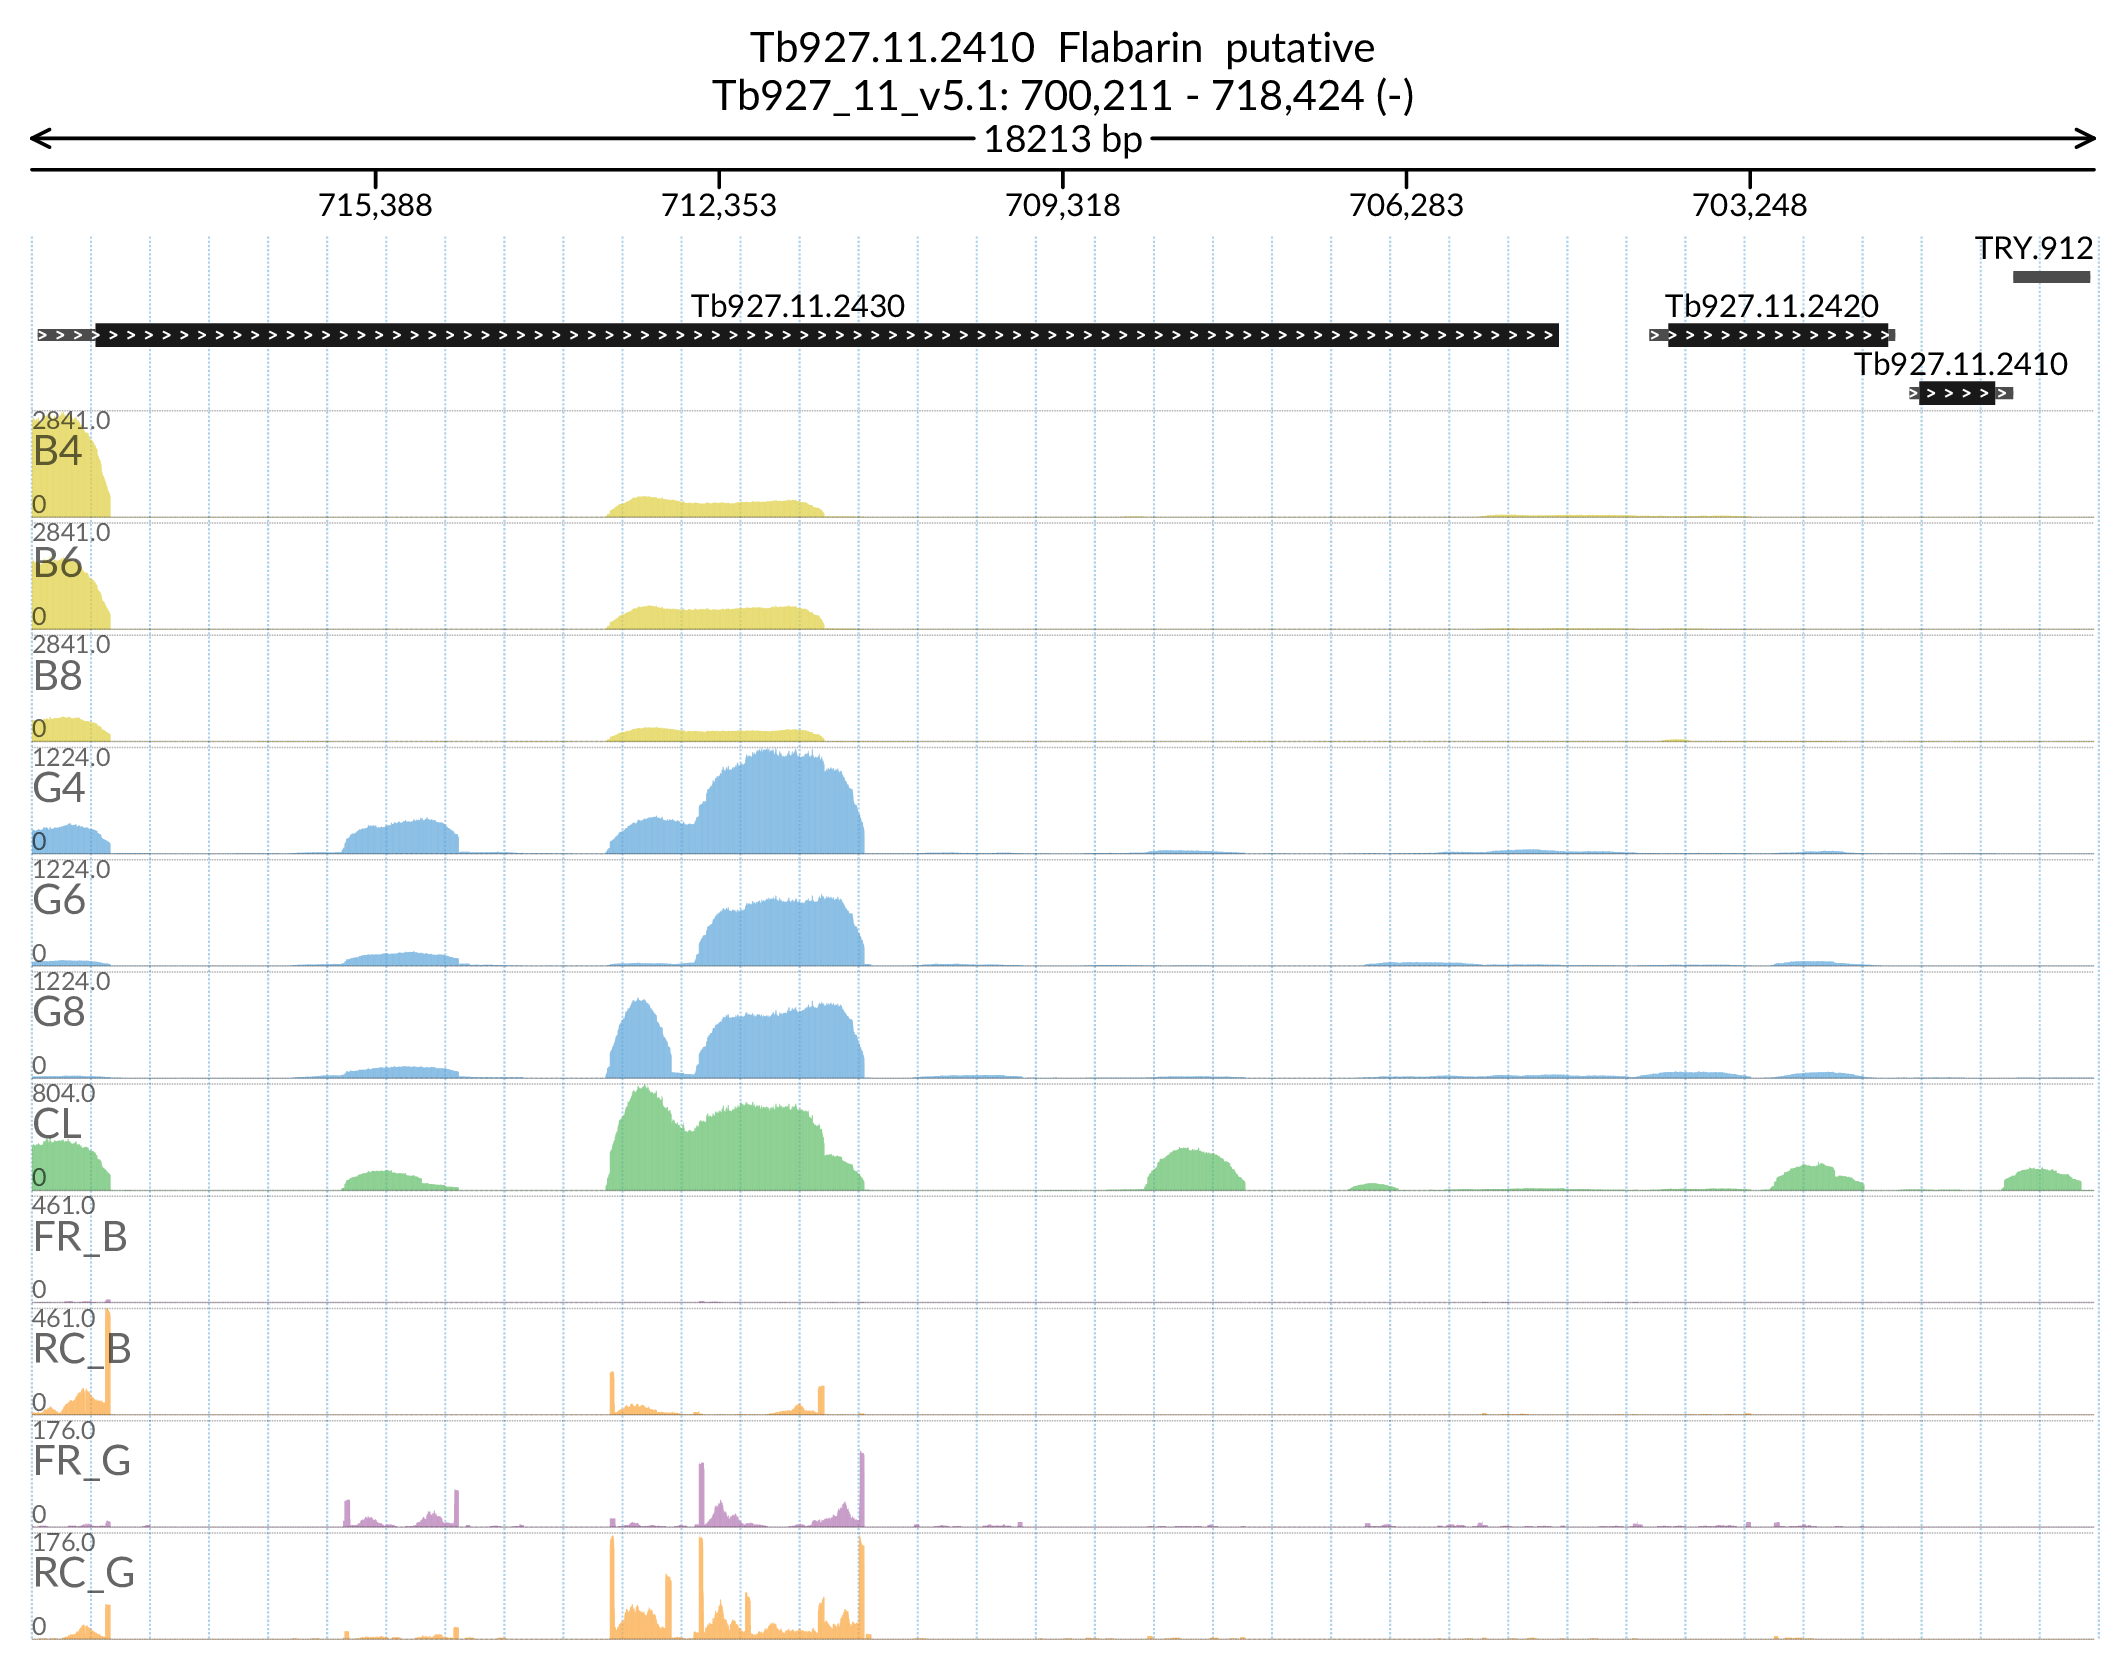 Tb927.11.2410 Flabarin putative
Tb927_11_v5.1: 700,211 - 718,424 (-)
18213 bp
715,388 712,353 709,318 706,283 703,248
TRY.912
Tb927.11.2430 Tb927.11.2420
Tb927.11.2410
2841.0
B4
0
2841.0
B6
0
2841.0
B8
0
1224.0
G4
0
1224.0
G6
0
1224.0
G8
0
804.0
CL
0
461.0
FR_B
0
461.0
RC_B
0
176.0
FR_G
0
176.0
RC_G
0